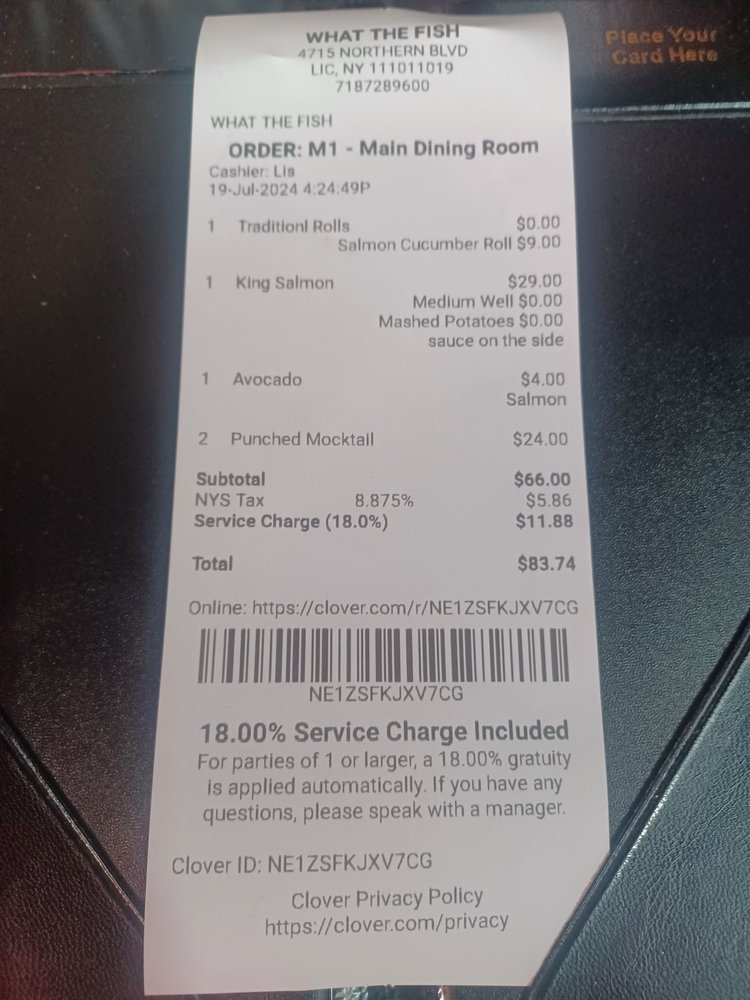 Place Your
Card Here
WHAT THE FISH
4715 NORTHERN BLVD
LIC, NY 111011019
7187289600
WHAT THE FISH
ORDER: M1 - Main Dining Room
Cashier: Lis
19-Jul-2024 4:24:49P
1 Traditionl Rolls $0.00
Salmon Cucumber Roll $9.00
1 King Salmon $29.00
Medium Well $0.00
Mashed Potatoes $0.00
sauce on the side
1 Avocado $4.00
Salmon
2 Punched Mocktail $24.00
Subtotal $66.00
NYS Tax 8.875% $5.86
Service Charge (18.0%) $11.88
Total $83.74
Online: https://clover.com/r/NE1ZSFKJXV7CG
NE1ZSFKJXV7CG
18.00% Service Charge Included
For parties of 1 or larger, a 18.00% gratuity
is applied automatically. If you have any
questions, please speak with a manager.
Clover ID: NE1ZSFKJXV7CG
Clover Privacy Policy
https://clover.com/privacy